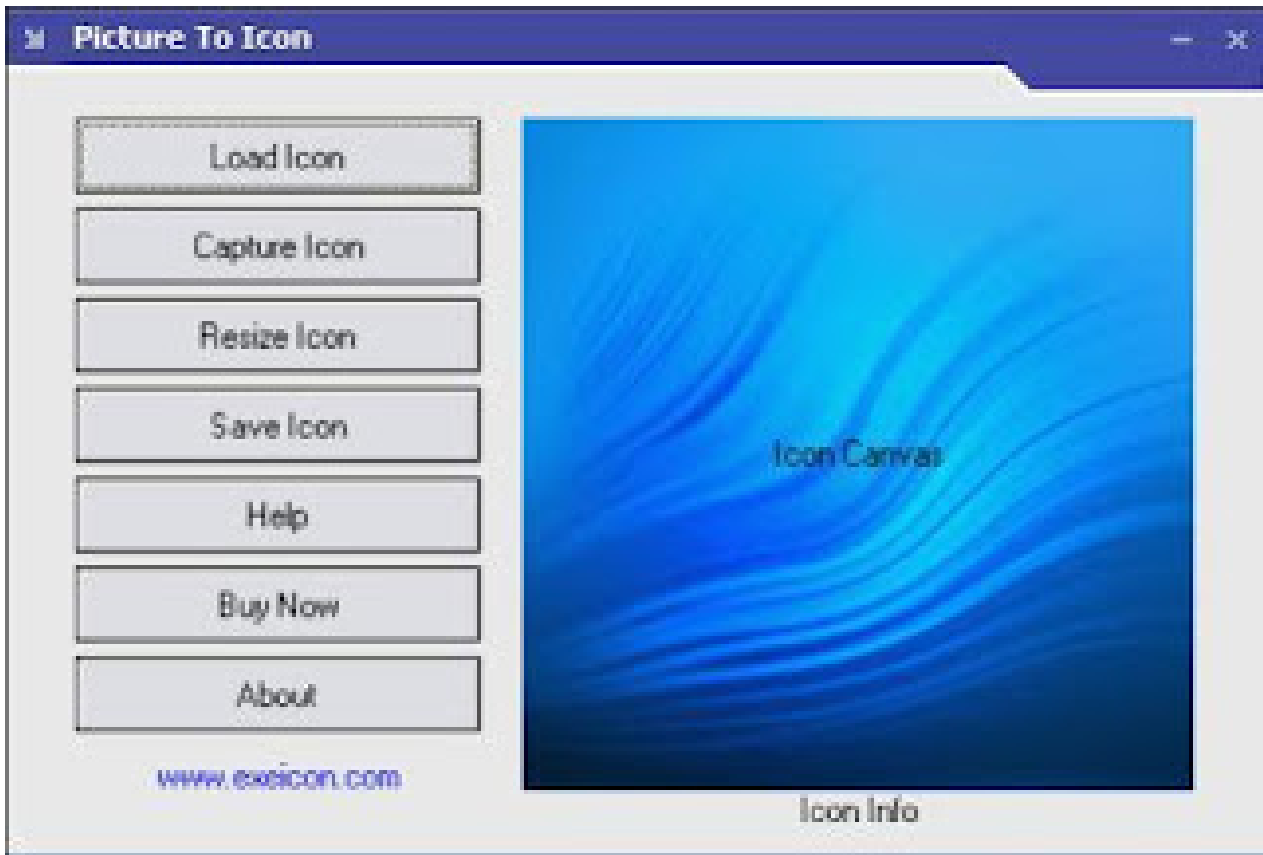 Picture To Icon
Load Icon
Capture Icon
Resize Icon
Save Icon
Help
Buy Now
About
www.exeicon.com
Icon Canvas
Icon Info